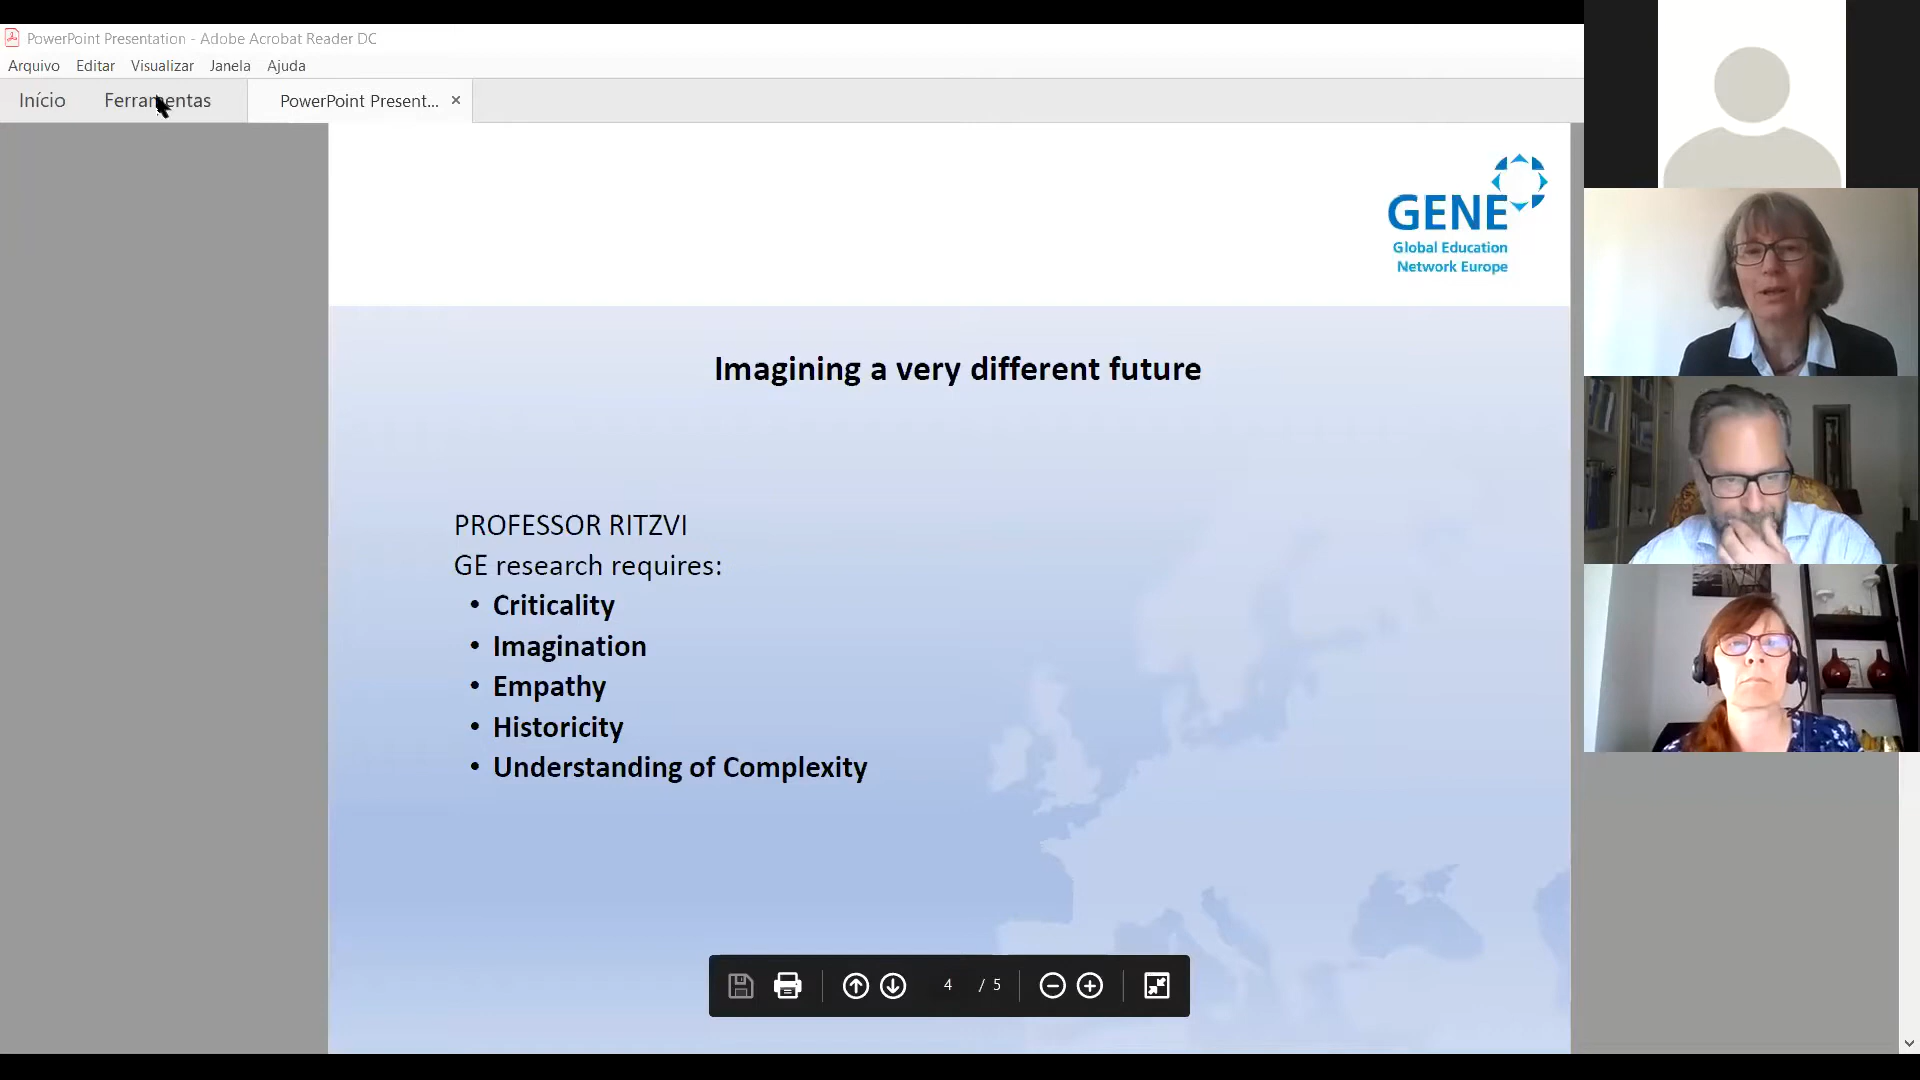 PowerPoint Presentation - Adobe Acrobat Reader DC
Arquivo Editar Visualizar Janela Ajuda
Início Ferramentas PowerPoint Present... ×
GENE
Global Education
Network Europe
Imagining a very different future
PROFESSOR RITZVI
GE research requires:
• Criticality
• Imagination
• Empathy
• Historicity
• Understanding of Complexity
4 / 5